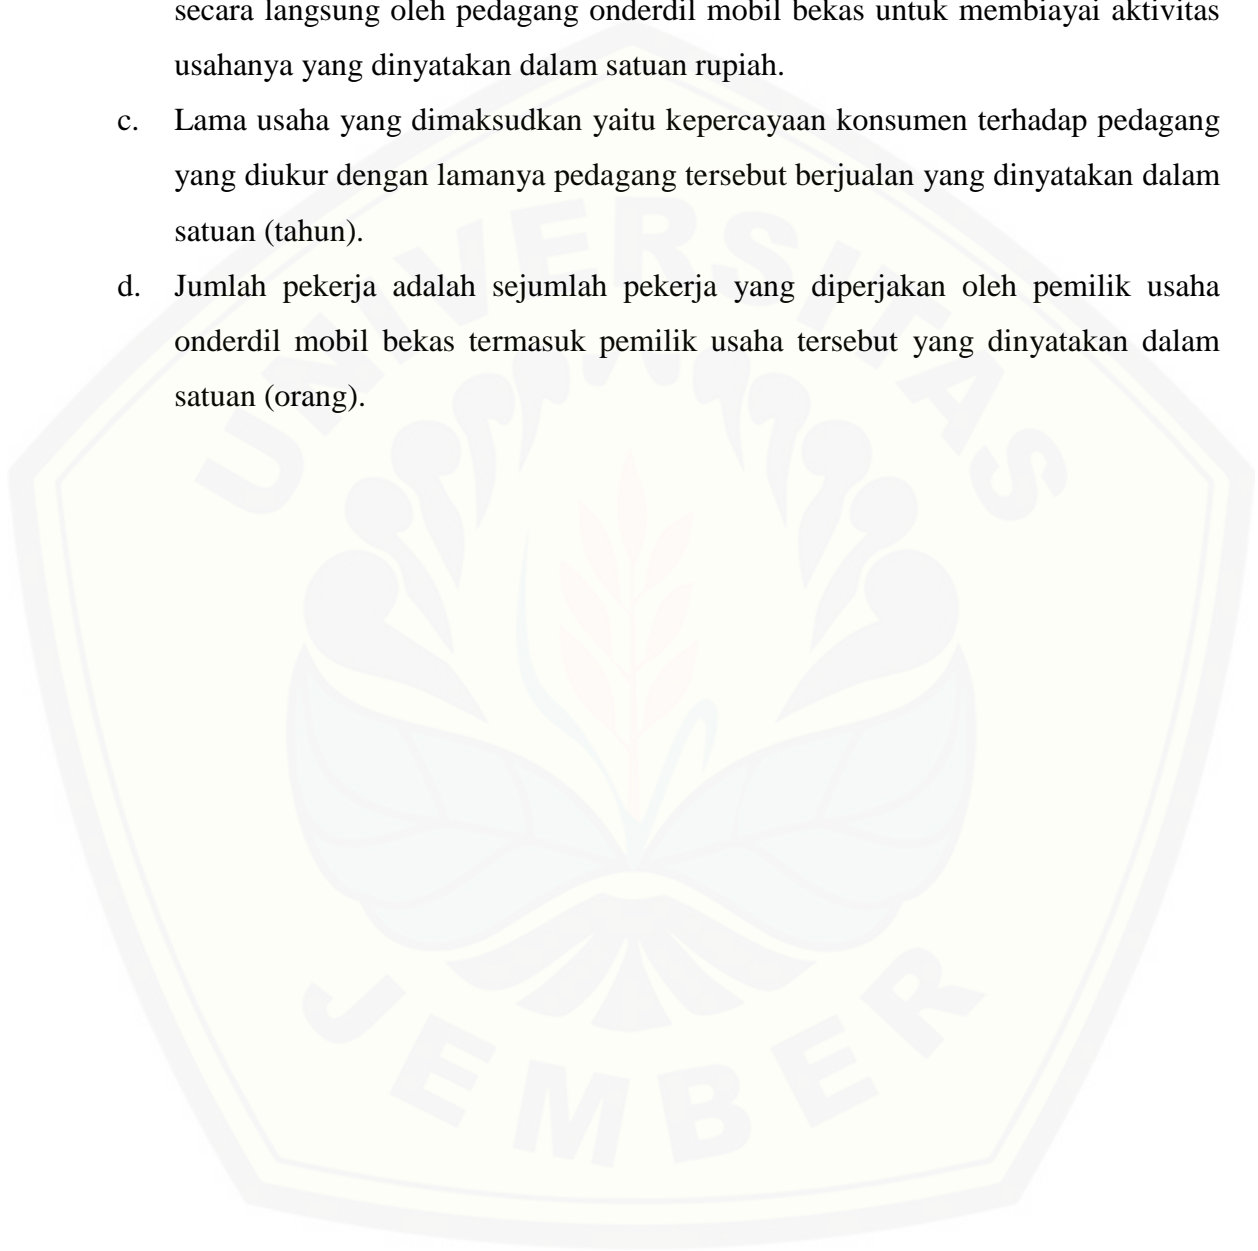 secara langsung oleh pedagang onderdil mobil bekas untuk membiayai aktivitas
usahanya yang dinyatakan dalam satuan rupiah.
c. Lama usaha yang dimaksudkan yaitu kepercayaan konsumen terhadap pedagang
yang diukur dengan lamanya pedagang tersebut berjualan yang dinyatakan dalam
satuan (tahun).
d. Jumlah pekerja adalah sejumlah pekerja yang diperjakan oleh pemilik usaha
onderdil mobil bekas termasuk pemilik usaha tersebut yang dinyatakan dalam
satuan (orang).
UNIVERSITAS
JEMBER